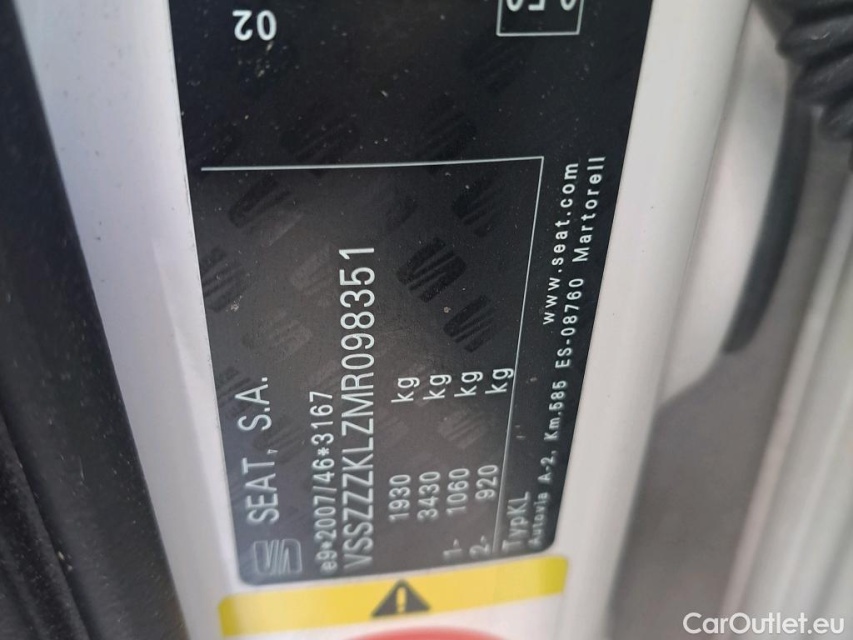 SEAT, S.A.
e9*2007/46*3167
VSSZZZKLZMR098351
1930 kg
3430 kg
1- 1060 kg
2- 920 kg
TypKL
www.seat.com
Autovia A-2, Km.585 ES-08760 Martorell
02
CarOutlet.eu